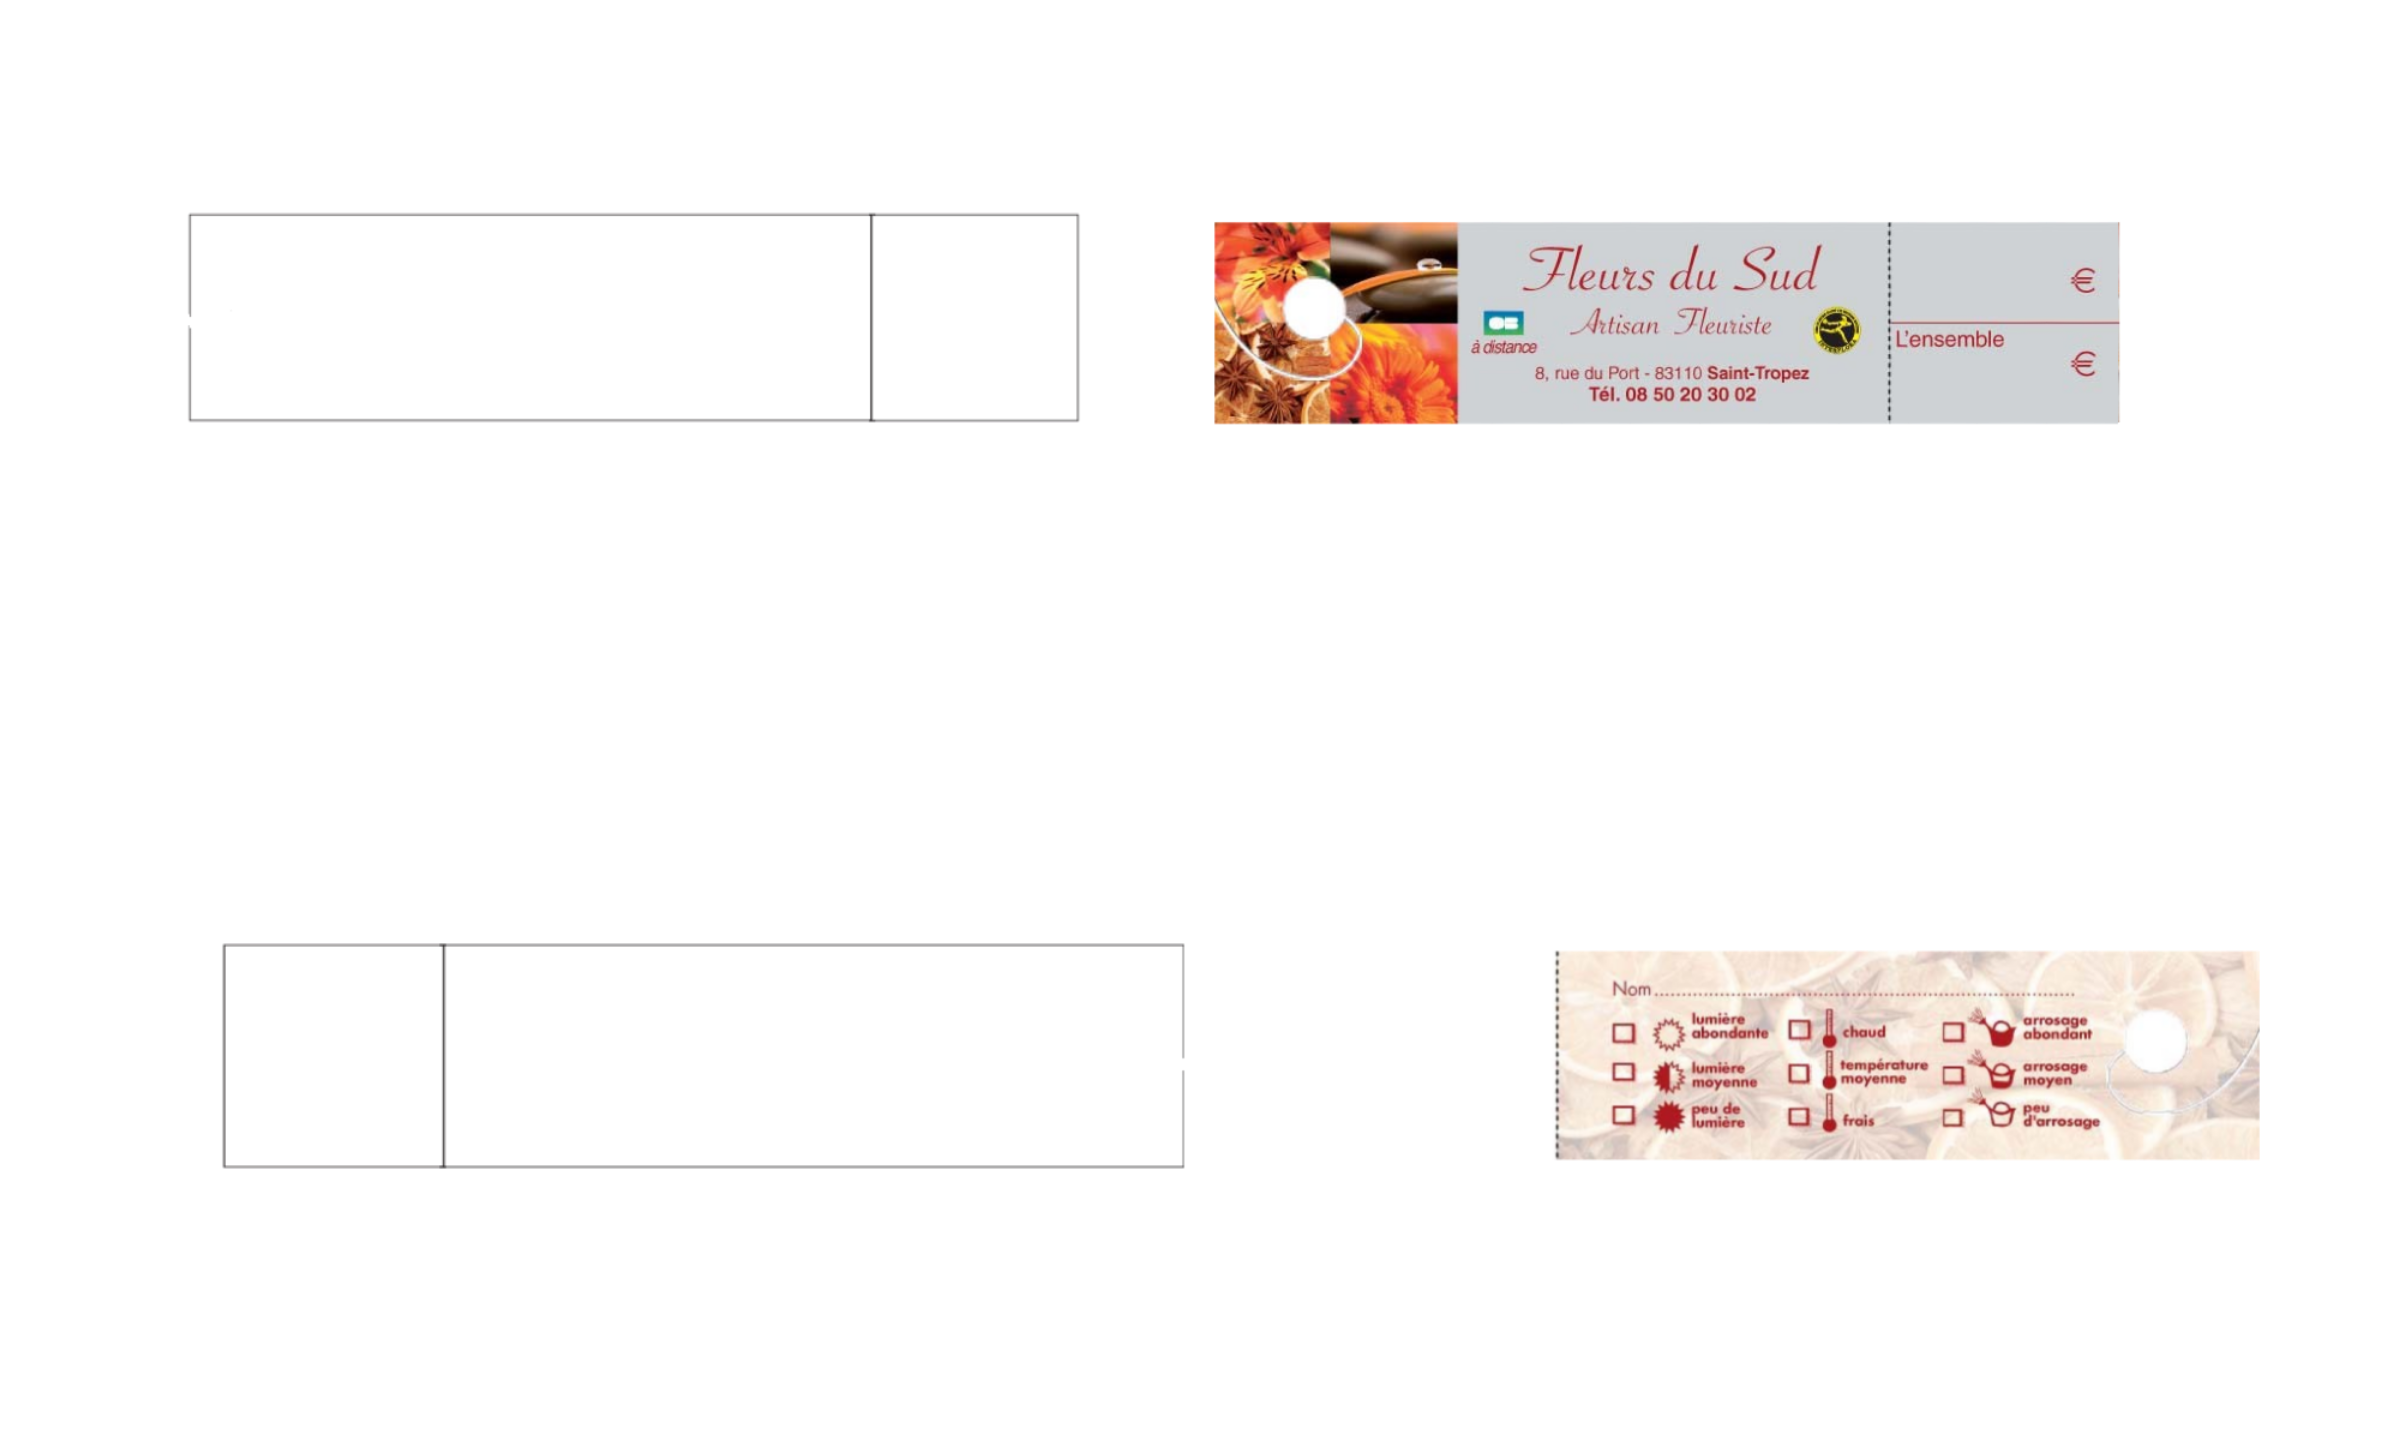 Fleurs du Sud
Artisan Fleuriste
CB
à distance
INTERFLORA
8, rue du Port - 83110 Saint-Tropez
Tél. 08 50 20 30 02
€
L'ensemble
€
Nom
lumière
abondante
chaud
arrosage
abondant
lumière
moyenne
température
moyenne
arrosage
moyen
peu de
lumière
frais
peu
d'arrosage